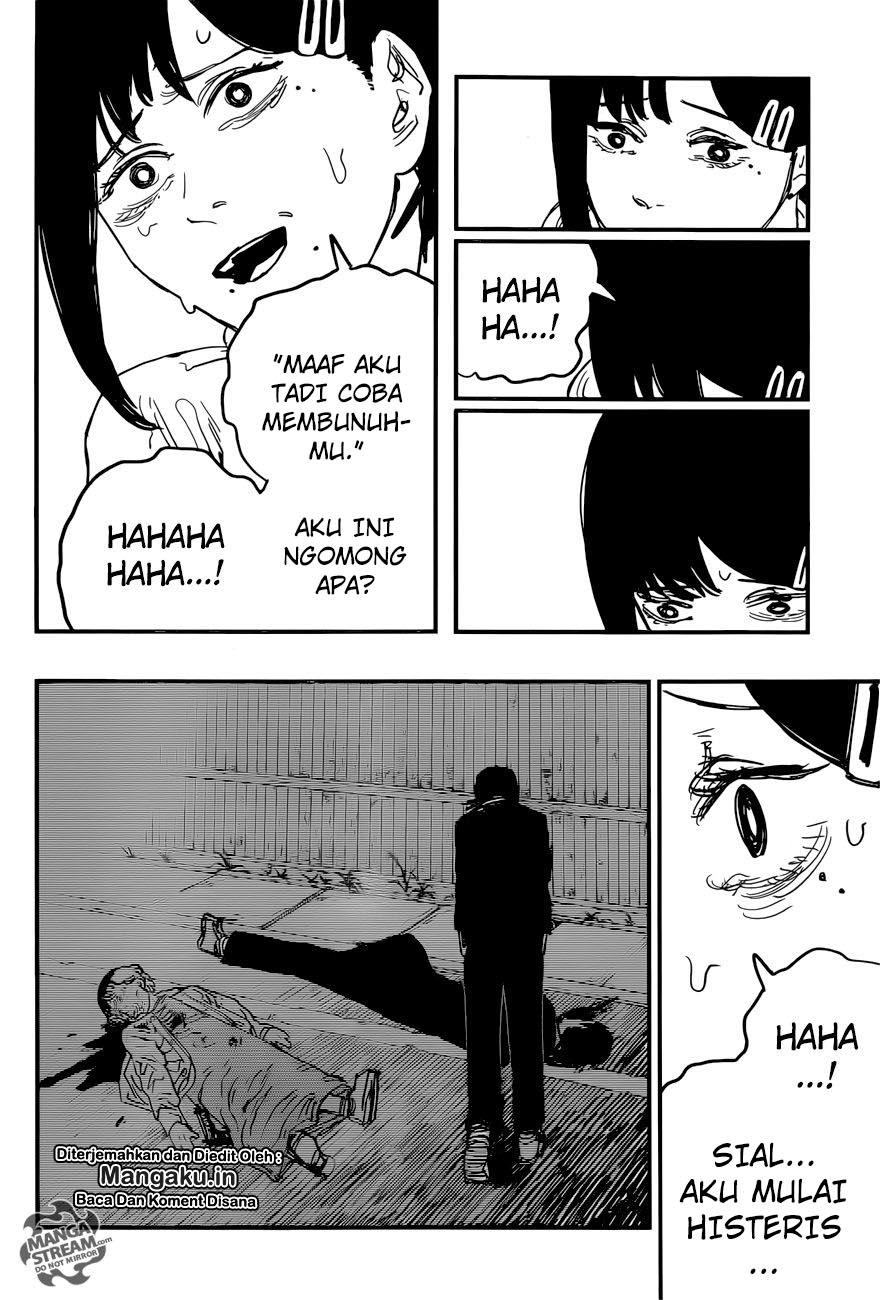 HAHA
HA...!
"MAAF AKU
TADI COBA
MEMBUNUH-
MU."
AKU INI
NGOMONG
APA?
HAHAHA
HAHA...!
HAHA
...!
SIAL...
AKU MULAI
HISTERIS
...
Diterjemahkan dan Diedit Oleh :
Mangaku.in
Baca Dan Koment Disana
MANGA
STREAM.com
DO NOT MIRROR